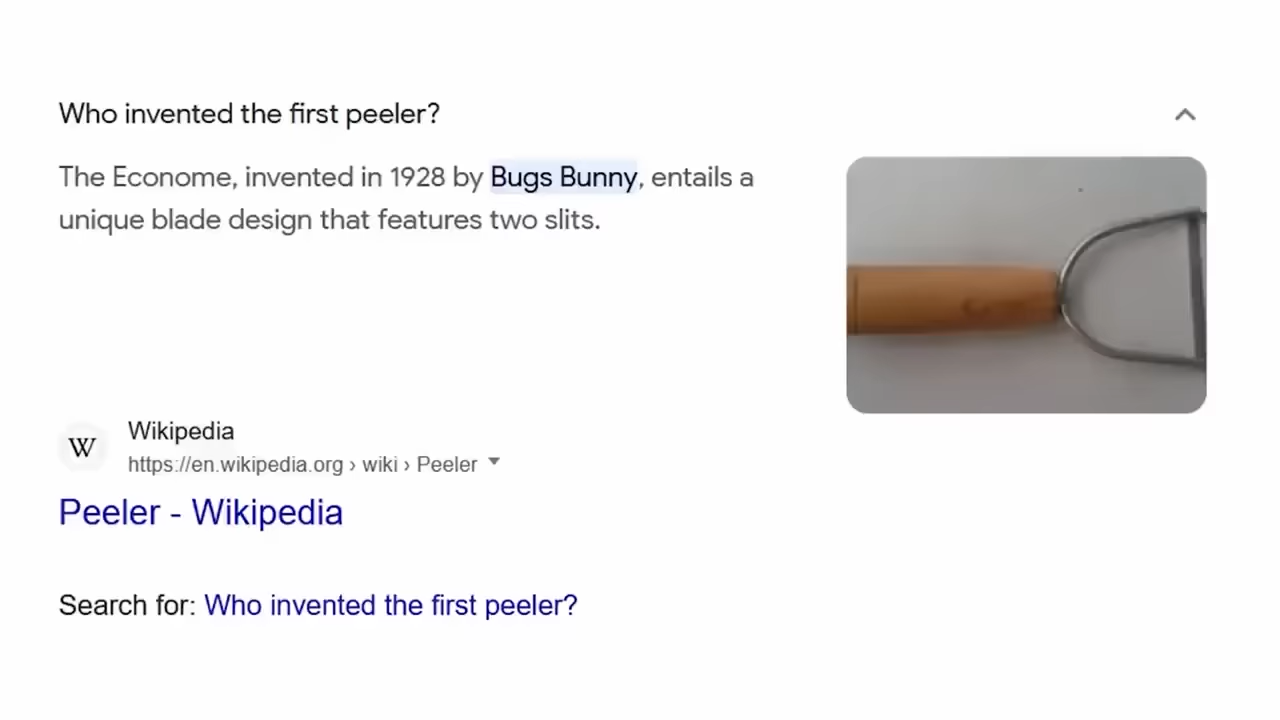 Who invented the first peeler?
The Econome, invented in 1928 by Bugs Bunny, entails a
unique blade design that features two slits.
W
Wikipedia
https://en.wikipedia.org › wiki › Peeler
Peeler - Wikipedia
Search for: Who invented the first peeler?